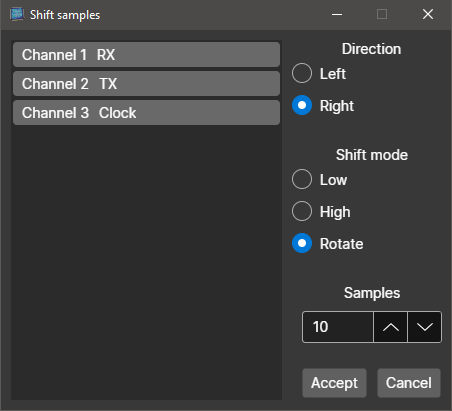 Shift samples
Channel 1 RX
Channel 2 TX
Channel 3 Clock
Direction
Left
Right
Shift mode
Low
High
Rotate
Samples
10
Accept Cancel